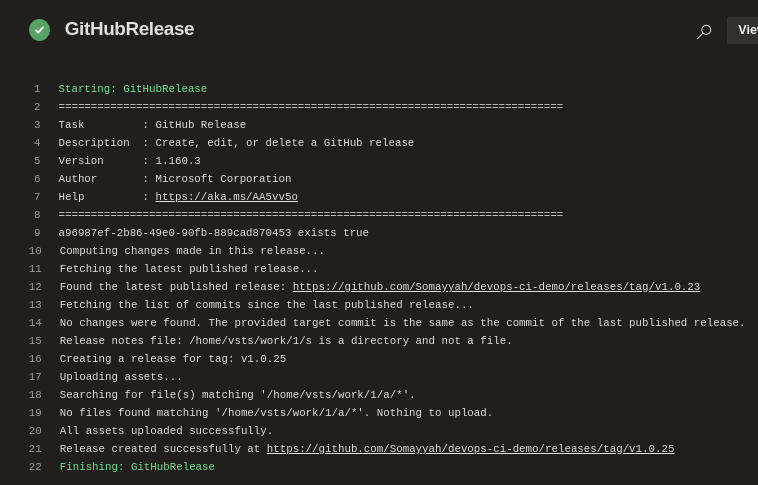 GitHubRelease
View
1 Starting: GitHubRelease
2 ==============================================================================
3 Task         : GitHub Release
4 Description  : Create, edit, or delete a GitHub release
5 Version      : 1.160.3
6 Author       : Microsoft Corporation
7 Help         : https://aka.ms/AA5vv5o
8 ==============================================================================
9 a96987ef-2b86-49e0-90fb-889cad870453 exists true
10 Computing changes made in this release...
11 Fetching the latest published release...
12 Found the latest published release: https://github.com/Somayyah/devops-ci-demo/releases/tag/v1.0.23
13 Fetching the list of commits since the last published release...
14 No changes were found. The provided target commit is the same as the commit of the last published release.
15 Release notes file: /home/vsts/work/1/s is a directory and not a file.
16 Creating a release for tag: v1.0.25
17 Uploading assets...
18 Searching for file(s) matching '/home/vsts/work/1/a/*'.
19 No files found matching '/home/vsts/work/1/a/*'. Nothing to upload.
20 All assets uploaded successfully.
21 Release created successfully at https://github.com/Somayyah/devops-ci-demo/releases/tag/v1.0.25
22 Finishing: GitHubRelease